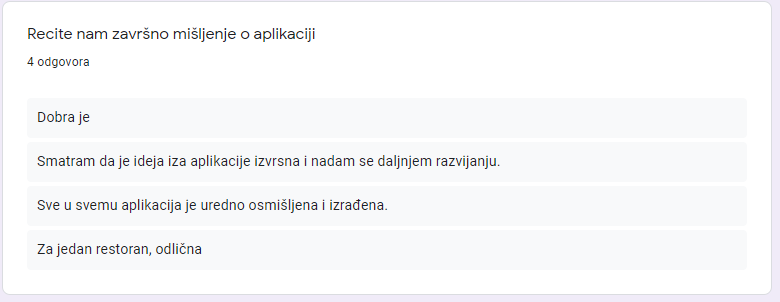 Recite nam završno mišljenje o aplikaciji
4 odgovora
Dobra je
Smatram da je ideja iza aplikacije izvrsna i nadam se daljnjem razvijanju.
Sve u svemu aplikacija je uredno osmišljena i izrađena.
Za jedan restoran, odlična